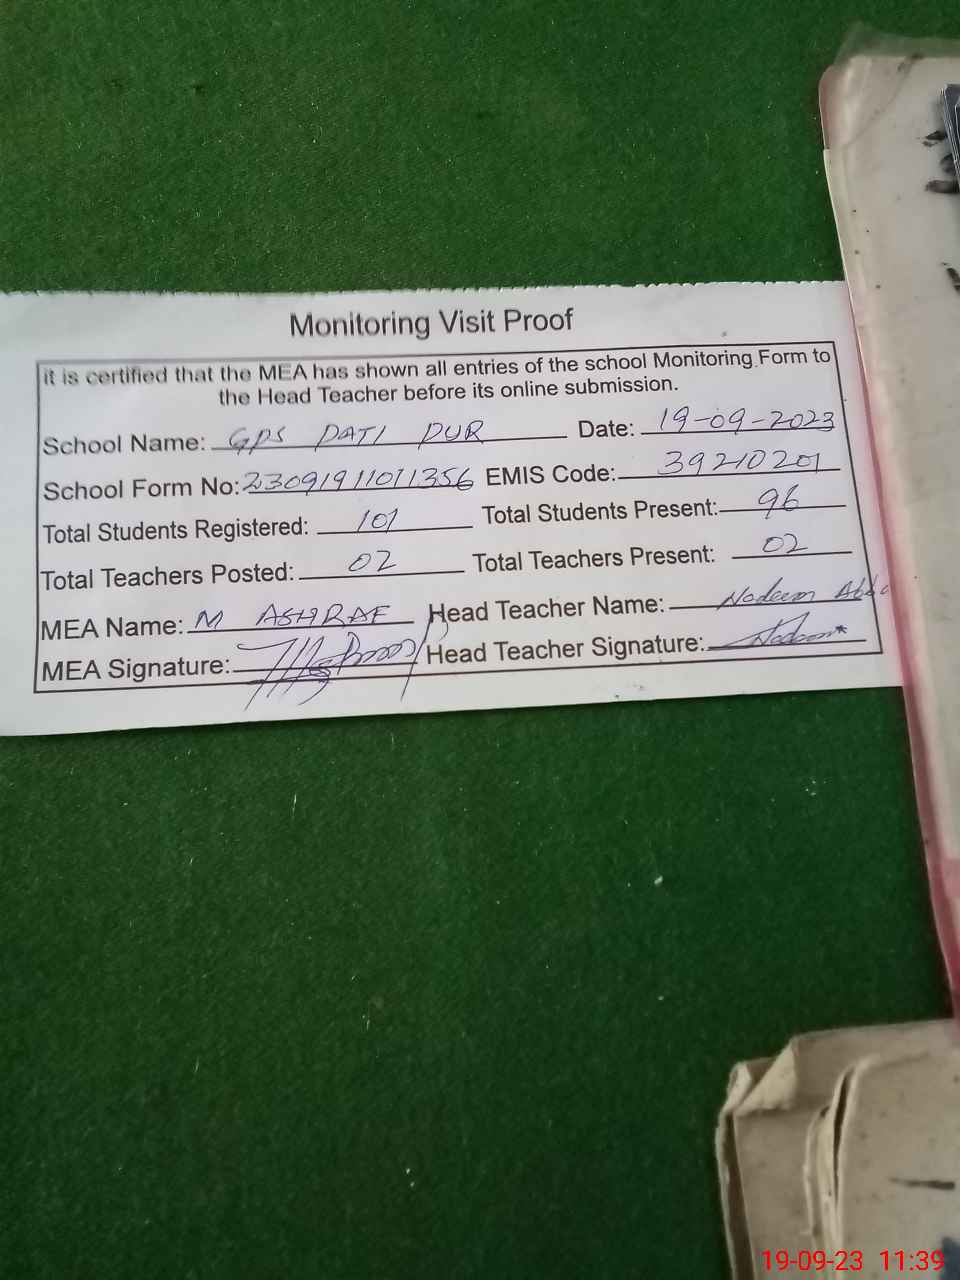 Monitoring Visit Proof
it is certified that the MEA has shown all entries of the school Monitoring Form to
the Head Teacher before its online submission.
School Name: GPS PATI PUR Date: 19-09-2023
School Form No: 23091911011356 EMIS Code: 39210201
Total Students Registered: 101 Total Students Present: 96
Total Teachers Posted: 02 Total Teachers Present: 02
MEA Name: M ASHRAF Head Teacher Name: Nadeem
MEA Signature: Head Teacher Signature: Nadeem
19-09-23 11:39